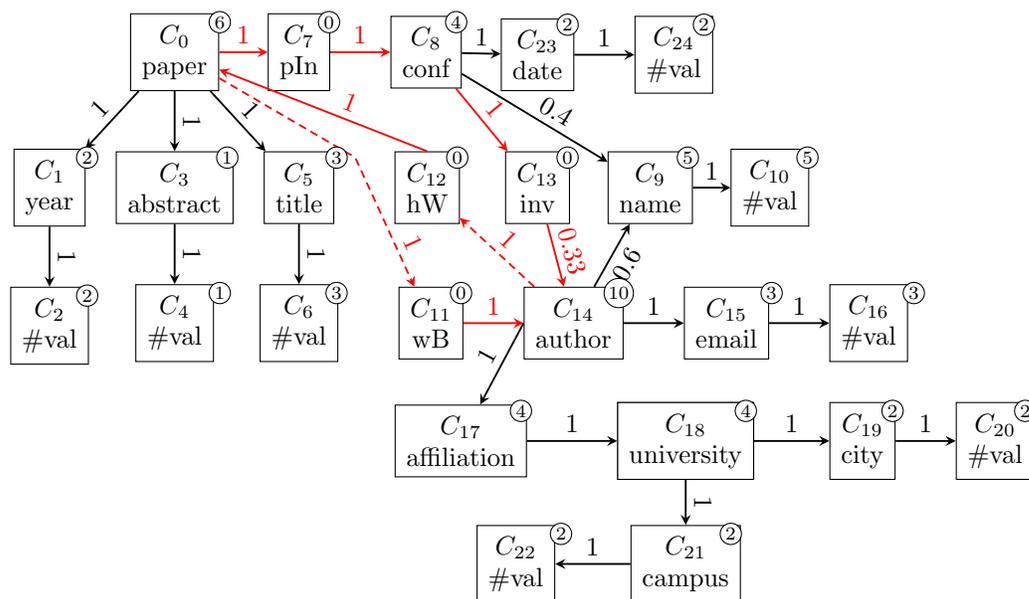 C0 6
paper
1
C7 0
pIn
1
C8 4
conf
1
C23 2
date
1
C24 2
#val
1
1
1
1
1
0.4
C1 2
year
C3 1
abstract
C5 3
title
C12 0
hW
C13 0
inv
C9 5
name
1
C10 5
#val
1
1
1
1
1
0.33
0.6
C2 2
#val
C4 1
#val
C6 3
#val
C11 0
wB
1
C14 10
author
1
C15 3
email
1
C16 3
#val
1
C17 4
affiliation
1
C18 4
university
1
C19 2
city
1
C20 2
#val
1
C22 2
#val
1
C21 2
campus